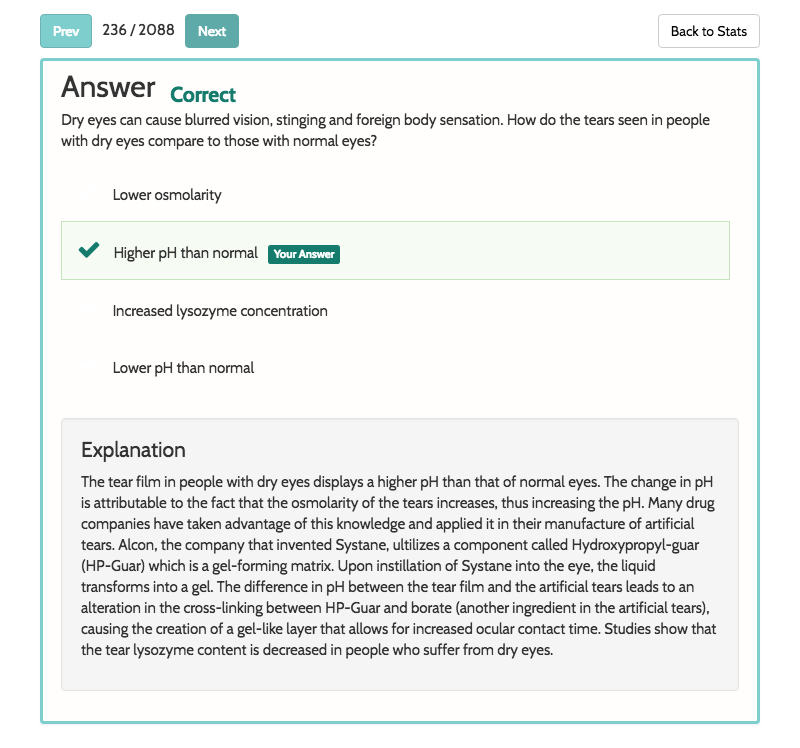 Prev 236 / 2088 Next Back to Stats
Answer Correct
Dry eyes can cause blurred vision, stinging and foreign body sensation. How do the tears seen in people
with dry eyes compare to those with normal eyes?
Lower osmolarity
Higher pH than normal Your Answer
Increased lysozyme concentration
Lower pH than normal
Explanation
The tear film in people with dry eyes displays a higher pH than that of normal eyes. The change in pH
is attributable to the fact that the osmolarity of the tears increases, thus increasing the pH. Many drug
companies have taken advantage of this knowledge and applied it in their manufacture of artificial
tears. Alcon, the company that invented Systane, ultilizes a component called Hydroxypropyl-guar
(HP-Guar) which is a gel-forming matrix. Upon instillation of Systane into the eye, the liquid
transforms into a gel. The difference in pH between the tear film and the artificial tears leads to an
alteration in the cross-linking between HP-Guar and borate (another ingredient in the artificial tears),
causing the creation of a gel-like layer that allows for increased ocular contact time. Studies show that
the tear lysozyme content is decreased in people who suffer from dry eyes.